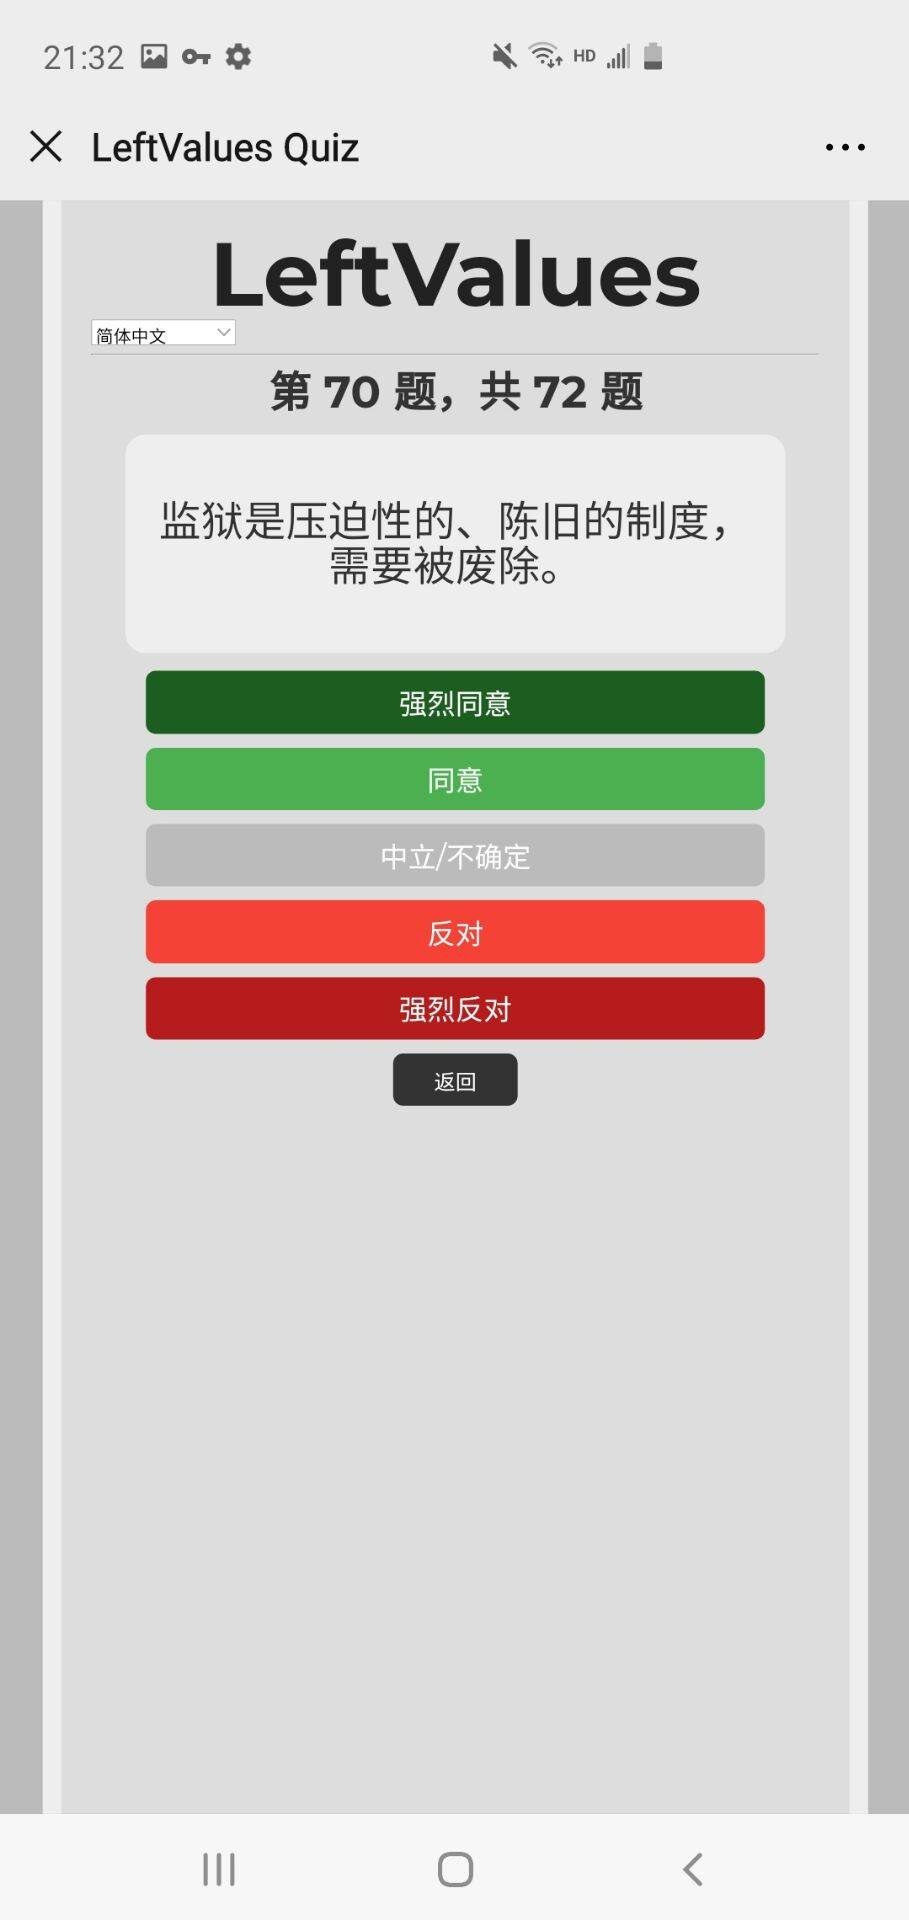 21:32
HD
LeftValues Quiz
LeftValues
简体中文
第 70 题，共 72 题
监狱是压迫性的、陈旧的制度，
需要被废除。
强烈同意
同意
中立/不确定
反对
强烈反对
返回